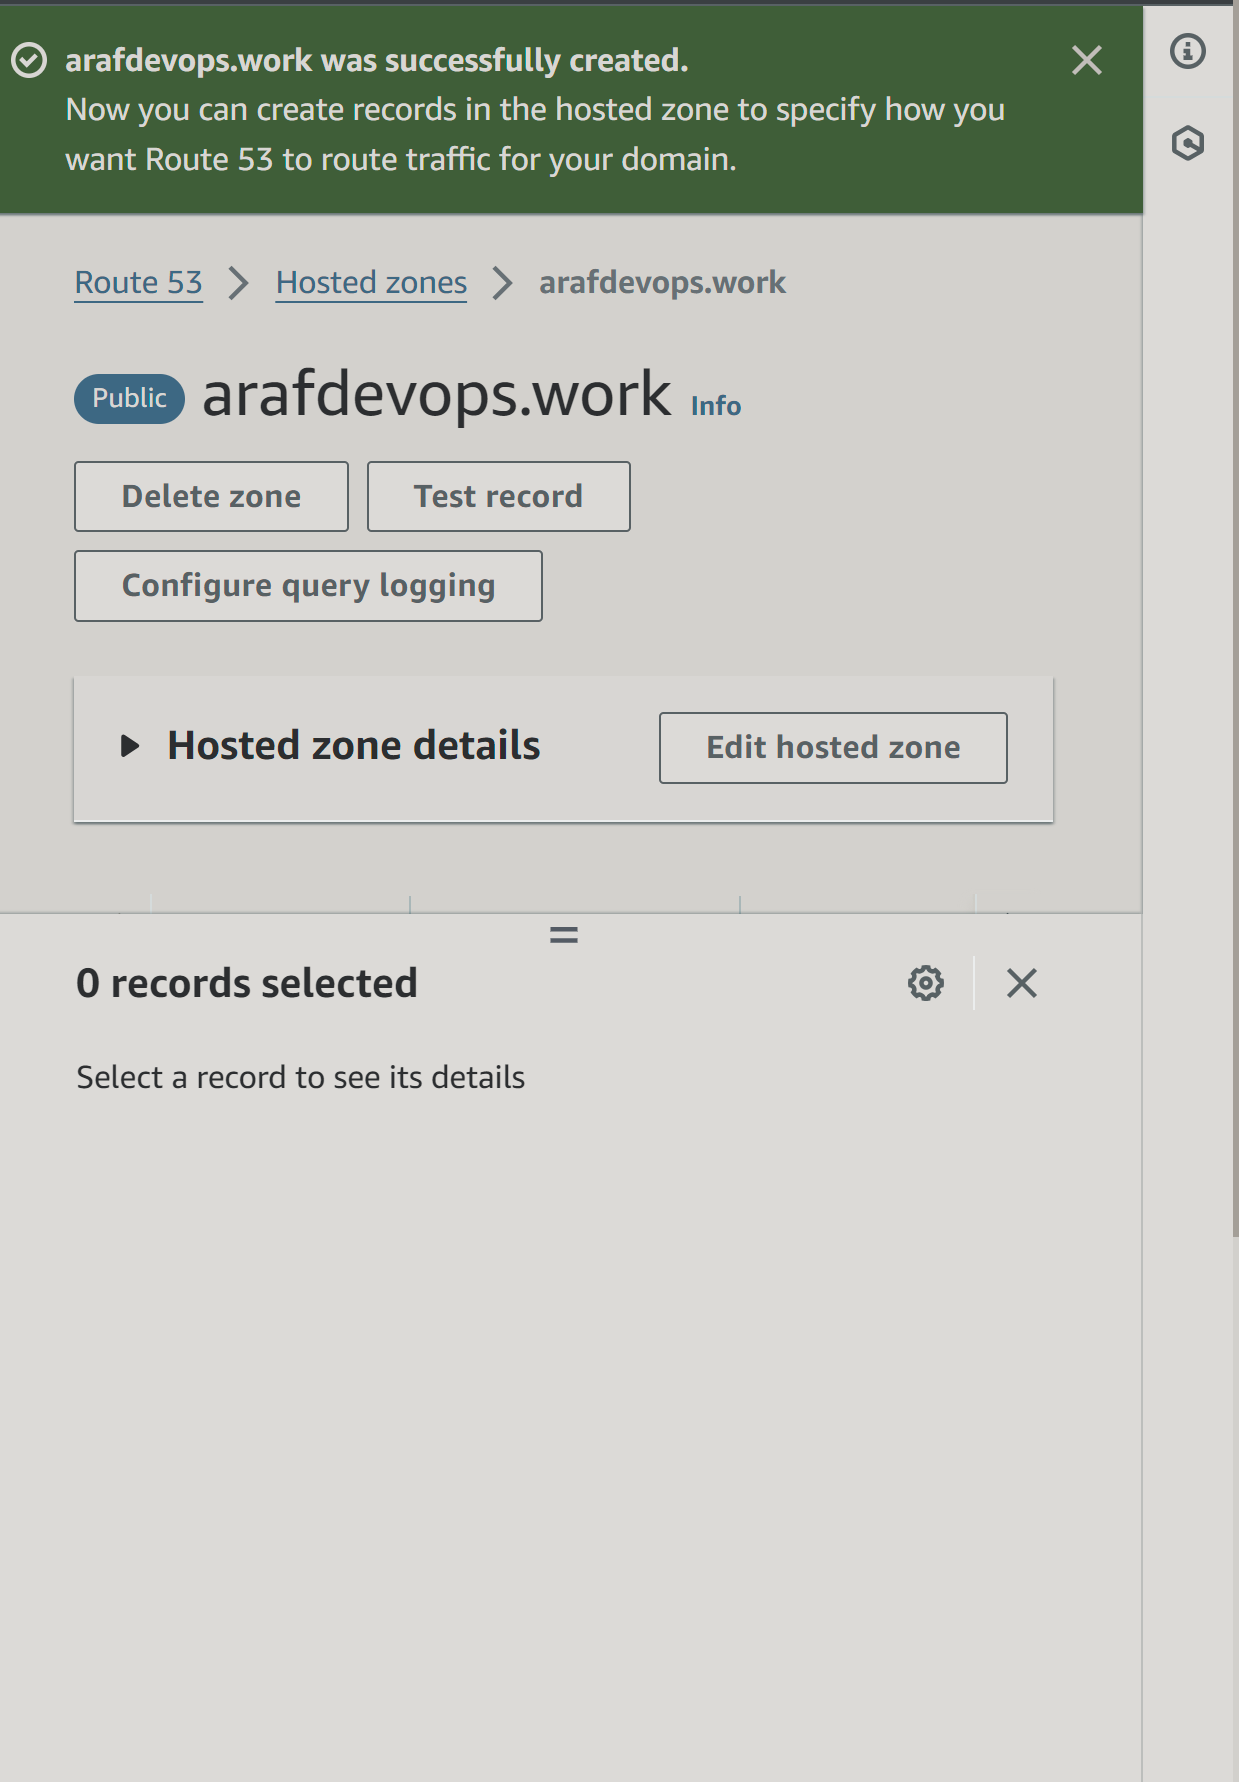 arafdevops.work was successfully created.
Now you can create records in the hosted zone to specify how you
want Route 53 to route traffic for your domain.
Route 53 > Hosted zones > arafdevops.work
Public arafdevops.work Info
Delete zone Test record
Configure query logging
Hosted zone details Edit hosted zone
0 records selected
Select a record to see its details